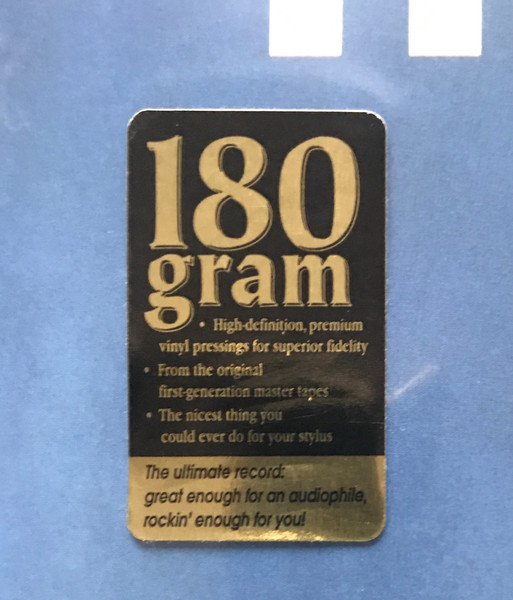 180
gram
• High-definition, premium
vinyl pressings for superior fidelity
• From the original
first-generation master tapes
• The nicest thing you
could ever do for your stylus
The ultimate record:
great enough for an audiophile,
rockin' enough for you!